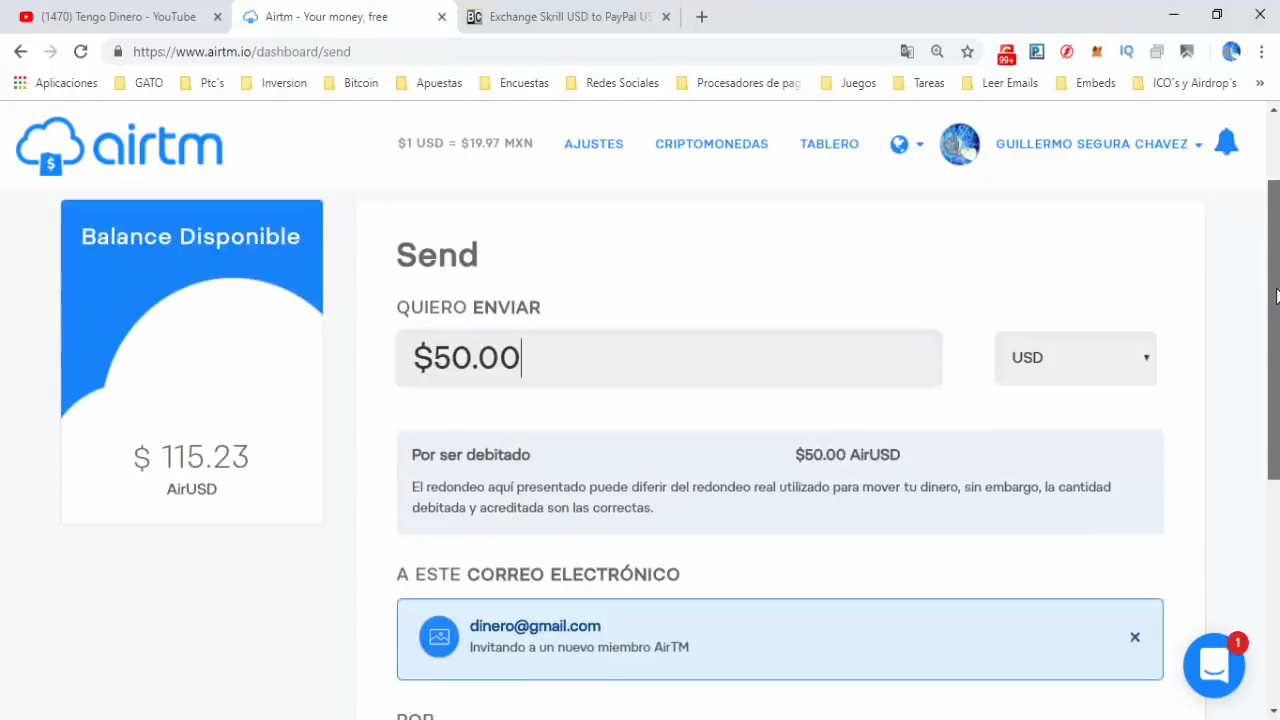 (1470) Tengo Dinero - YouTube
Airtm - Your money, free
BC
Exchange Skrill USD to PayPal US
https://www.airtm.io/dashboard/send
99+
IQ
Aplicaciones
GATO
Ptc´s
Inversion
Bitcoin
Apuestas
Encuestas
Redes Sociales
Procesadores de pag
Juegos
Tareas
Leer Emails
Embeds
ICO´s y Airdrop´s
»
$ airtm
$1 USD = $19.97 MXN
AJUSTES
CRIPTOMONEDAS
TABLERO
GUILLERMO SEGURA CHAVEZ
Balance Disponible
$ 115.23
AirUSD
Send
QUIERO ENVIAR
$50.00
USD
Por ser debitado
$50.00 AirUSD
El redondeo aquí presentado puede diferir del redondeo real utilizado para mover tu dinero, sin embargo, la cantidad
debitada y acreditada son las correctas.
A ESTE CORREO ELECTRÓNICO
dinero@gmail.com
Invitando a un nuevo miembro AirTM
1
POR